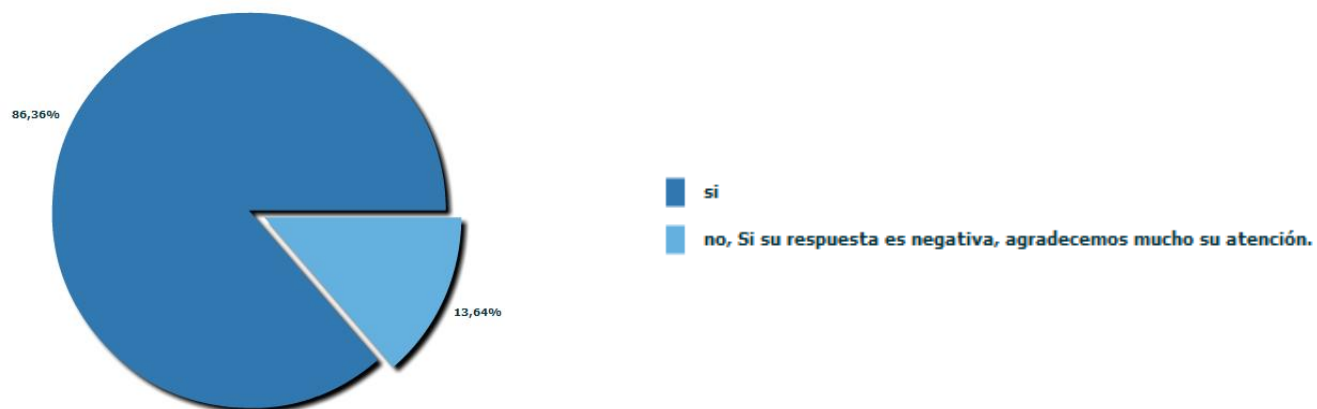 86,36%
si
no, Si su respuesta es negativa, agradecemos mucho su atención.
13,64%